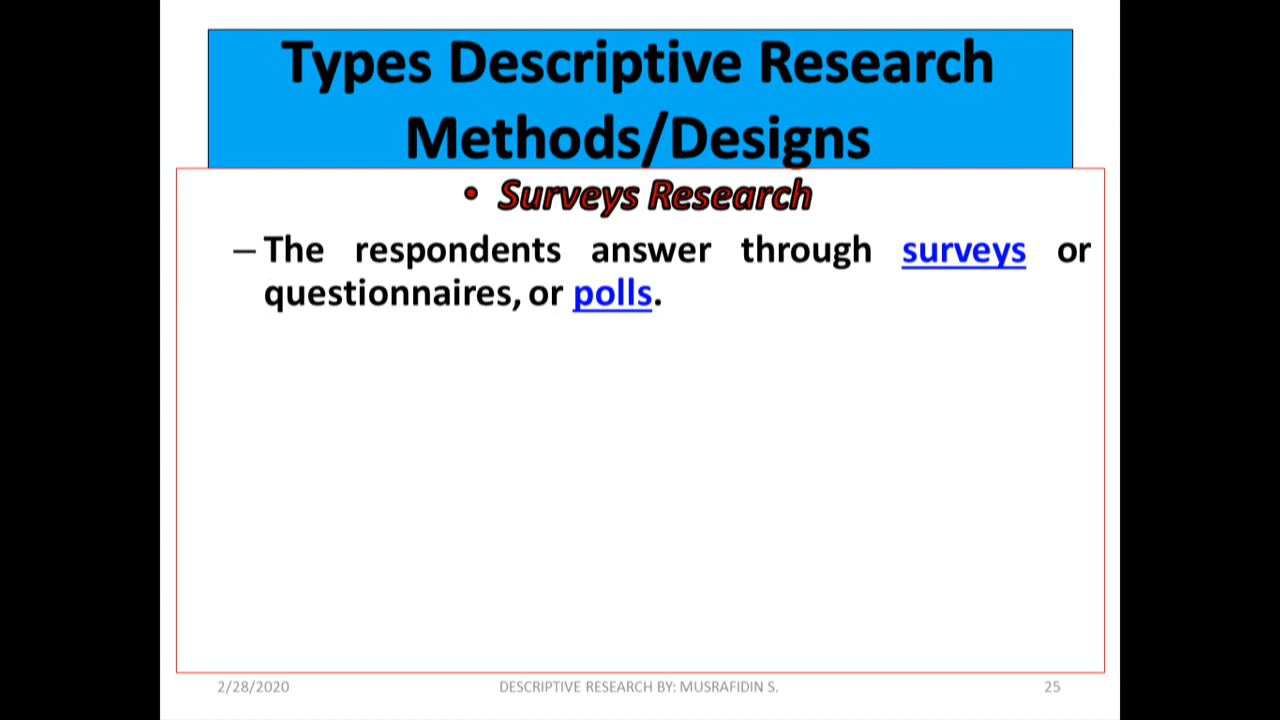 Types Descriptive Research
Methods/Designs
• Surveys Research
– The respondents answer through surveys or
questionnaires, or polls.
2/28/2020 DESCRIPTIVE RESEARCH BY: MUSRAFIDIN S. 25